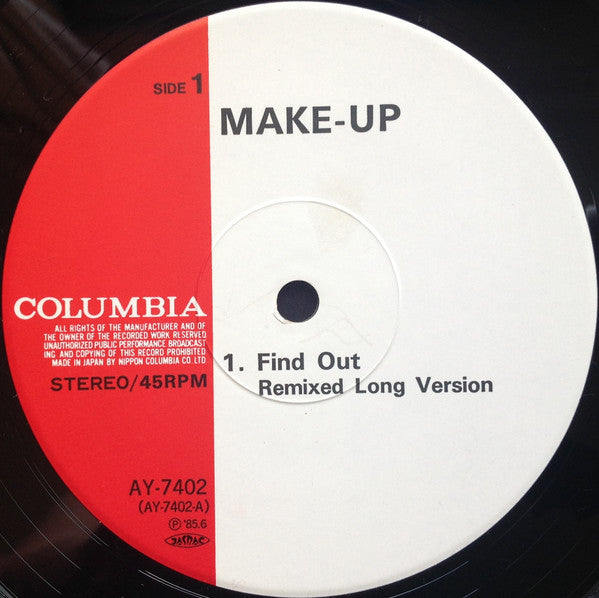 SIDE 1
MAKE-UP
COLUMBIA
ALL RIGHTS OF THE MANUFACTURER AND OF
THE OWNER OF THE RECORDED WORK RESERVED
UNAUTHORIZED PUBLIC PERFORMANCE BROADCAST
ING AND COPYING OF THIS RECORD PROHIBITED
MADE IN JAPAN BY NIPPON COLUMBIA CO LTD
STEREO/45RPM
1. Find Out
Remixed Long Version
AY-7402
(AY-7402-A)
Ⓟ '85.6
JASRAC